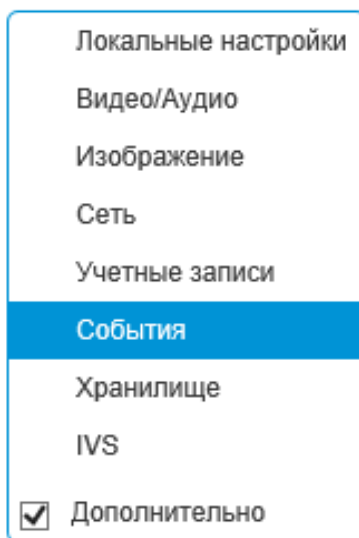 Локальные настройки
Видео/Аудио
Изображение
Сеть
Учетные записи
События
Хранилище
IVS
Дополнительно